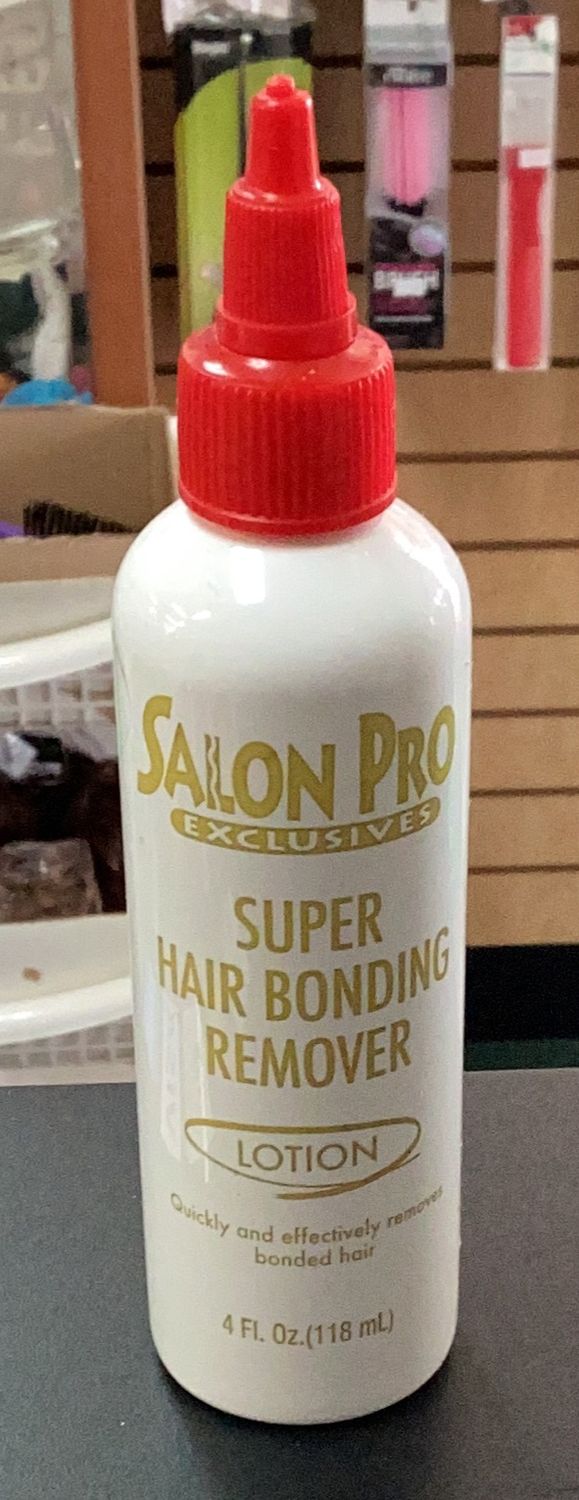 SALON PRO
EXCLUSIVES
SUPER
HAIR BONDING
REMOVER
LOTION
Quickly and effectively removes
bonded hair
4 Fl. Oz.(118 mL)